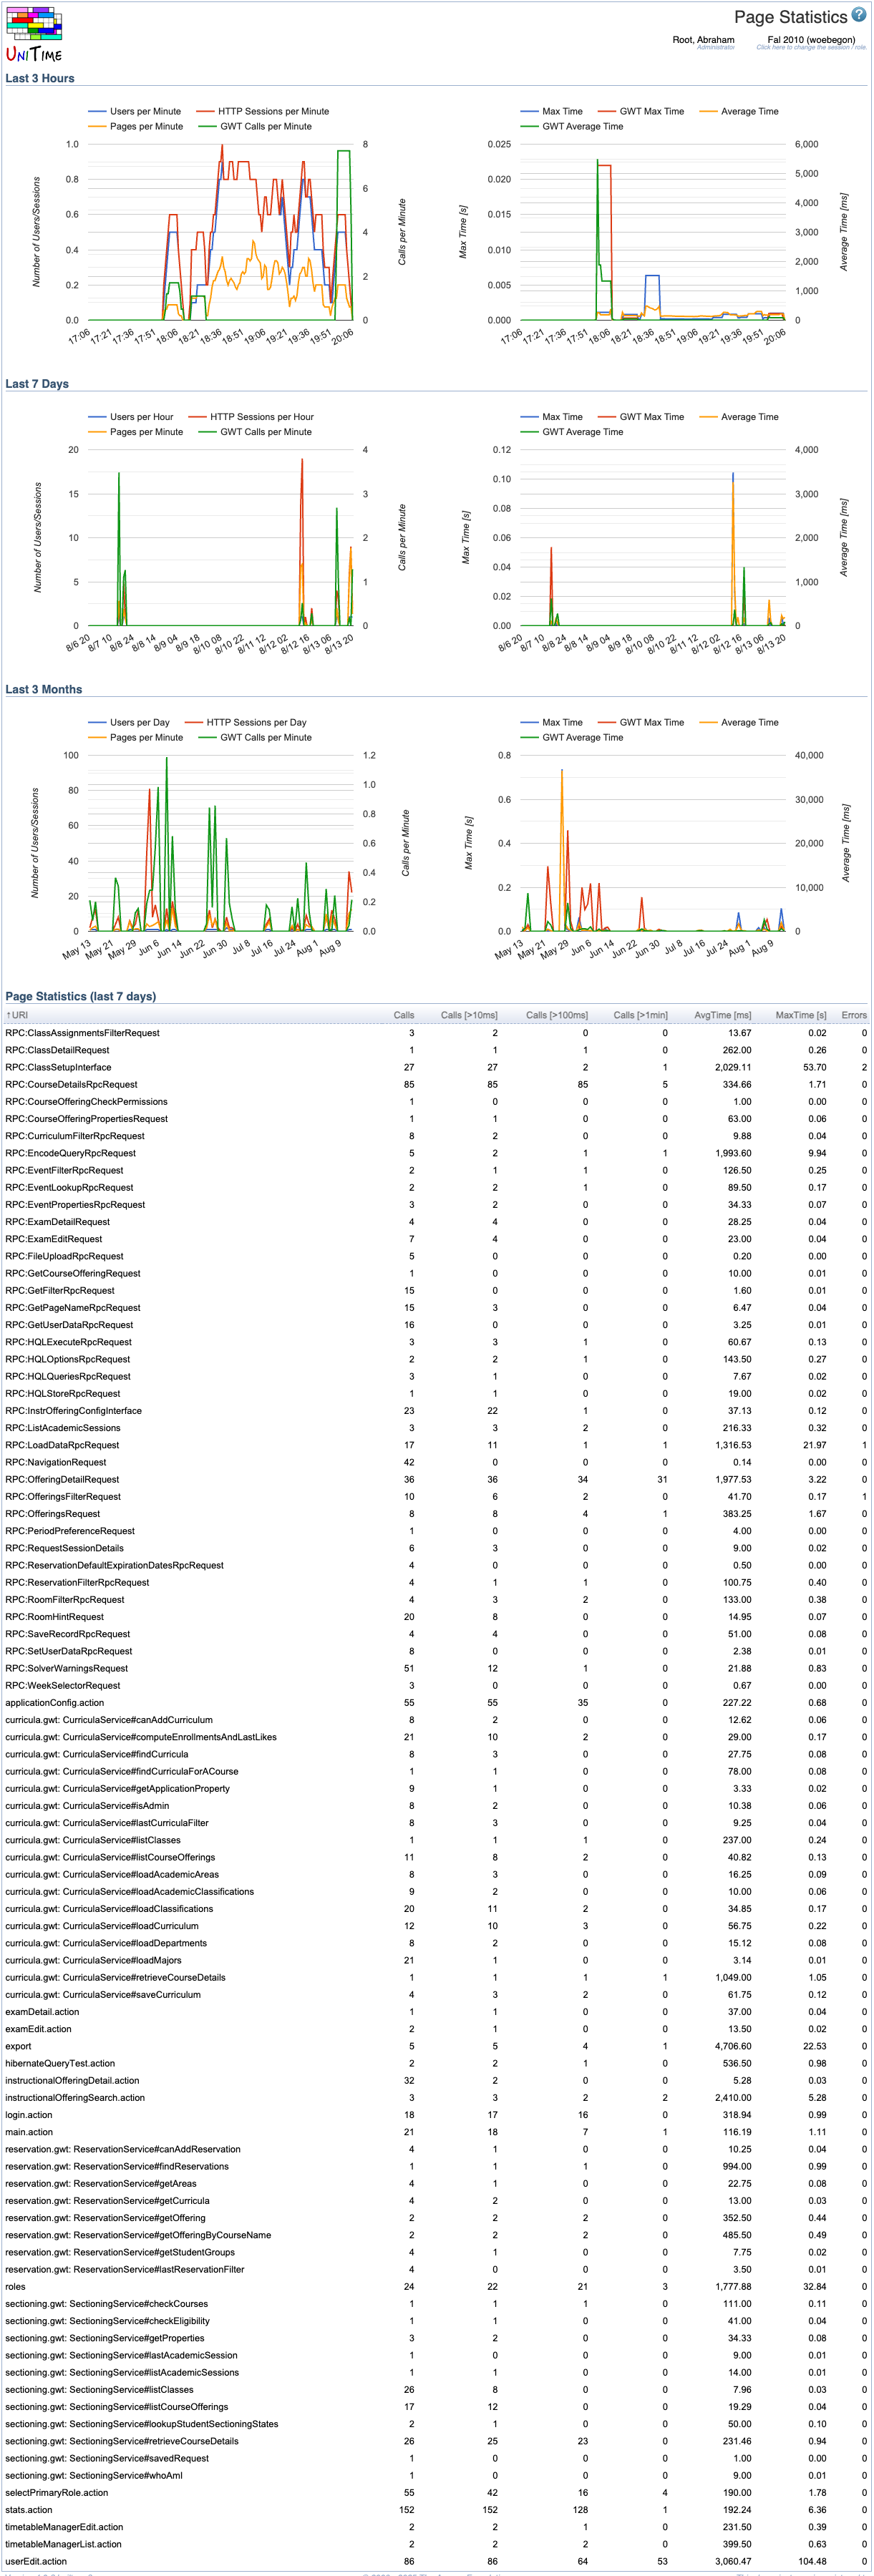 Page Statistics
UniTime
Root, Abraham Fal 2010 (woebegon)
Administrator Click here to change the session / role.
Last 3 Hours
Users per Minute HTTP Sessions per Minute
Pages per Minute GWT Calls per Minute
1.0 8
0.8 6
0.6 4
0.4 2
0.2
0.0 0
Number of Users/Sessions
Calls per Minute
17:06 17:21 17:36 17:51 18:06 18:21 18:36 18:51 19:06 19:21 19:36 19:51 20:06
Max Time GWT Max Time Average Time
GWT Average Time
0.025 6,000
0.020 5,000
0.015 4,000
0.010 3,000
0.005 2,000
0.000 1,000
0
Max Time [s]
Average Time [ms]
17:06 17:21 17:36 17:51 18:06 18:21 18:36 18:51 19:06 19:21 19:36 19:51 20:06
Last 7 Days
Users per Hour HTTP Sessions per Hour
Pages per Minute GWT Calls per Minute
20 4
15 3
10 2
5 1
0 0
Number of Users/Sessions
Calls per Minute
8/6 20 8/7 10 8/8 24 8/8 14 8/9 04 8/9 18 8/10 08 8/10 22 8/11 12 8/12 02 8/12 16 8/13 06 8/13 20
Max Time GWT Max Time Average Time
GWT Average Time
0.12 4,000
0.10 3,000
0.08 2,000
0.06 1,000
0.04 0
0.02
0.00
Max Time [s]
Average Time [ms]
8/6 20 8/7 10 8/8 24 8/8 14 8/9 04 8/9 18 8/10 08 8/10 22 8/11 12 8/12 02 8/12 16 8/13 06 8/13 20
Last 3 Months
Users per Day HTTP Sessions per Day
Pages per Minute GWT Calls per Minute
100 1.2
80 1.0
60 0.8
40 0.6
20 0.4
0 0.2
0.0
Number of Users/Sessions
Calls per Minute
May 13 May 21 May 29 Jun 6 Jun 14 Jun 22 Jun 30 Jul 8 Jul 16 Jul 24 Aug 1 Aug 9
Max Time GWT Max Time Average Time
GWT Average Time
0.8 40,000
0.6 30,000
0.4 20,000
0.2 10,000
0.0 0
Max Time [s]
Average Time [ms]
May 13 May 21 May 29 Jun 6 Jun 14 Jun 22 Jun 30 Jul 8 Jul 16 Jul 24 Aug 1 Aug 9
Page Statistics (last 7 days)
↑URI Calls Calls [>10ms] Calls [>100ms] Calls [>1min] AvgTime [ms] MaxTime [s] Errors
RPC:ClassAssignmentsFilterRequest 3 2 0 0 13.67 0.02 0
RPC:ClassDetailRequest 1 1 1 0 262.00 0.26 0
RPC:ClassSetupInterface 27 27 2 1 2,029.11 53.70 2
RPC:CourseDetailsRpcRequest 85 85 85 5 334.66 1.71 0
RPC:CourseOfferingCheckPermissions 1 0 0 0 1.00 0.00 0
RPC:CourseOfferingPropertiesRequest 1 1 0 0 63.00 0.06 0
RPC:CurriculumFilterRpcRequest 8 2 0 0 9.88 0.04 0
RPC:EncodeQueryRpcRequest 5 2 1 1 1,993.60 9.94 0
RPC:EventFilterRpcRequest 2 1 1 0 126.50 0.25 0
RPC:EventLookupRpcRequest 2 2 1 0 89.50 0.17 0
RPC:EventPropertiesRpcRequest 3 2 0 0 34.33 0.07 0
RPC:ExamDetailRequest 4 4 0 0 28.25 0.04 0
RPC:ExamEditRequest 7 4 0 0 23.00 0.04 0
RPC:FileUploadRpcRequest 5 0 0 0 0.20 0.00 0
RPC:GetCourseOfferingRequest 1 0 0 0 10.00 0.01 0
RPC:GetFilterRpcRequest 15 0 0 0 1.60 0.01 0
RPC:GetPageNameRpcRequest 15 3 0 0 6.47 0.04 0
RPC:GetUserDataRpcRequest 16 0 0 0 3.25 0.01 0
RPC:HQLExecuteRpcRequest 3 3 1 0 60.67 0.13 0
RPC:HQLOptionsRpcRequest 2 2 1 0 143.50 0.27 0
RPC:HQLQueriesRpcRequest 3 1 0 0 7.67 0.02 0
RPC:HQLStoreRpcRequest 1 1 0 0 19.00 0.02 0
RPC:InstrOfferingConfigInterface 23 22 1 0 37.13 0.12 0
RPC:ListAcademicSessions 3 3 2 0 216.33 0.32 0
RPC:LoadDataRpcRequest 17 11 1 1 1,316.53 21.97 1
RPC:NavigationRequest 42 0 0 0 0.14 0.00 0
RPC:OfferingDetailRequest 36 36 34 31 1,977.53 3.22 0
RPC:OfferingsFilterRequest 10 6 2 0 41.70 0.17 1
RPC:OfferingsRequest 8 8 4 1 383.25 1.67 0
RPC:PeriodPreferenceRequest 1 0 0 0 4.00 0.00 0
RPC:RequestSessionDetails 6 3 0 0 9.00 0.02 0
RPC:ReservationDefaultExpirationDatesRpcRequest 4 0 0 0 0.50 0.00 0
RPC:ReservationFilterRpcRequest 4 1 1 0 100.75 0.40 0
RPC:RoomFilterRpcRequest 4 3 2 0 133.00 0.38 0
RPC:RoomHintRequest 20 8 0 0 14.95 0.07 0
RPC:SaveRecordRpcRequest 4 4 0 0 51.00 0.08 0
RPC:SetUserDataRpcRequest 8 0 0 0 2.38 0.01 0
RPC:SolverWarningsRequest 51 12 1 0 21.88 0.83 0
RPC:WeekSelectorRequest 3 0 0 0 0.67 0.00 0
applicationConfig.action 55 55 35 0 227.22 0.68 0
curricula.gwt: CurriculaService#canAddCurriculum 8 2 0 0 12.62 0.06 0
curricula.gwt: CurriculaService#computeEnrollmentsAndLastLikes 21 10 2 0 29.00 0.17 0
curricula.gwt: CurriculaService#findCurricula 8 3 0 0 27.75 0.08 0
curricula.gwt: CurriculaService#findCurriculaForACourse 1 1 0 0 78.00 0.08 0
curricula.gwt: CurriculaService#getApplicationProperty 9 1 0 0 3.33 0.02 0
curricula.gwt: CurriculaService#isAdmin 8 2 0 0 10.38 0.06 0
curricula.gwt: CurriculaService#lastCurriculaFilter 8 3 0 0 9.25 0.04 0
curricula.gwt: CurriculaService#listClasses 1 1 1 0 237.00 0.24 0
curricula.gwt: CurriculaService#listCourseOfferings 11 8 2 0 40.82 0.13 0
curricula.gwt: CurriculaService#loadAcademicAreas 8 3 0 0 16.25 0.09 0
curricula.gwt: CurriculaService#loadAcademicClassifications 9 2 0 0 10.00 0.06 0
curricula.gwt: CurriculaService#loadClassifications 20 11 2 0 34.85 0.17 0
curricula.gwt: CurriculaService#loadCurriculum 12 10 3 0 56.75 0.22 0
curricula.gwt: CurriculaService#loadDepartments 8 2 0 0 15.12 0.08 0
curricula.gwt: CurriculaService#loadMajors 21 1 0 0 3.14 0.01 0
curricula.gwt: CurriculaService#retrieveCourseDetails 1 1 1 1 1,049.00 1.05 0
curricula.gwt: CurriculaService#saveCurriculum 4 3 2 0 61.75 0.12 0
examDetail.action 1 1 0 0 37.00 0.04 0
examEdit.action 2 1 0 0 13.50 0.02 0
export 5 5 4 1 4,706.60 22.53 0
hibernateQueryTest.action 2 2 1 0 536.50 0.98 0
instructionalOfferingDetail.action 32 2 0 0 5.28 0.03 0
instructionalOfferingSearch.action 3 3 2 2 2,410.00 5.28 0
login.action 18 17 16 0 318.94 0.99 0
main.action 21 18 7 1 116.19 1.11 0
reservation.gwt: ReservationService#canAddReservation 4 1 0 0 10.25 0.04 0
reservation.gwt: ReservationService#findReservations 1 1 1 0 994.00 0.99 0
reservation.gwt: ReservationService#getAreas 4 1 0 0 22.75 0.08 0
reservation.gwt: ReservationService#getCurricula 4 2 0 0 13.00 0.03 0
reservation.gwt: ReservationService#getOffering 2 2 2 0 352.50 0.44 0
reservation.gwt: ReservationService#getOfferingByCourseName 2 2 2 0 485.50 0.49 0
reservation.gwt: ReservationService#getStudentGroups 4 1 0 0 7.75 0.02 0
reservation.gwt: ReservationService#lastReservationFilter 4 0 0 0 3.50 0.01 0
roles 24 22 21 3 1,777.88 32.84 0
sectioning.gwt: SectioningService#checkCourses 1 1 1 0 111.00 0.11 0
sectioning.gwt: SectioningService#checkEligibility 1 1 0 0 41.00 0.04 0
sectioning.gwt: SectioningService#getProperties 3 2 0 0 34.33 0.08 0
sectioning.gwt: SectioningService#lastAcademicSession 1 0 0 0 9.00 0.01 0
sectioning.gwt: SectioningService#listAcademicSessions 1 1 0 0 14.00 0.01 0
sectioning.gwt: SectioningService#listClasses 26 8 0 0 7.96 0.03 0
sectioning.gwt: SectioningService#listCourseOfferings 17 12 0 0 19.29 0.04 0
sectioning.gwt: SectioningService#lookupStudentSectioningStates 2 1 0 0 50.00 0.10 0
sectioning.gwt: SectioningService#retrieveCourseDetails 26 25 23 0 231.46 0.94 0
sectioning.gwt: SectioningService#savedRequest 1 0 0 0 1.00 0.00 0
sectioning.gwt: SectioningService#whoAmI 1 0 0 0 9.00 0.01 0
selectPrimaryRole.action 55 42 16 4 190.00 1.78 0
stats.action 152 152 128 1 192.24 6.36 0
timetableManagerEdit.action 2 2 1 0 231.50 0.39 0
timetableManagerList.action 2 2 2 0 399.50 0.63 0
userEdit.action 86 86 64 53 3,060.47 104.48 0